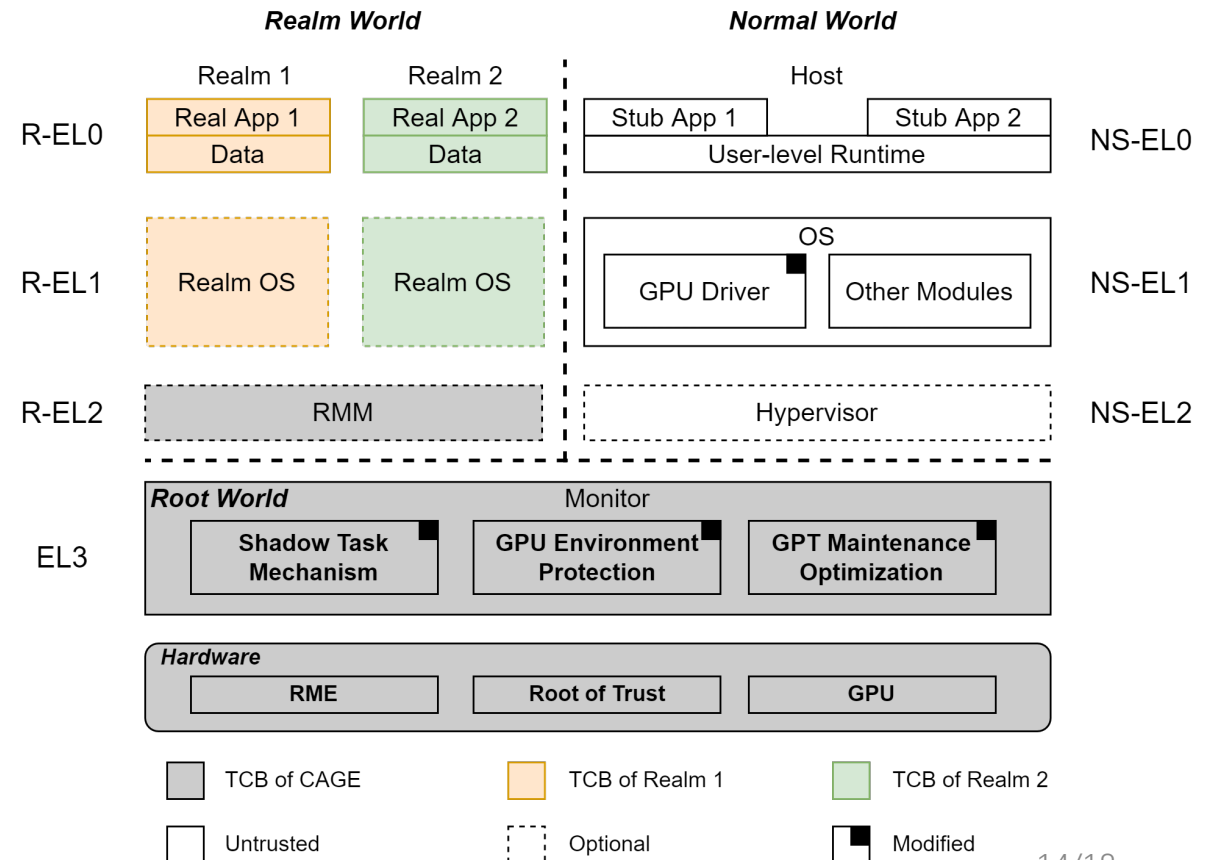 Realm World
Normal World
Realm 1
Realm 2
Host
R-EL0
Real App 1
Data
Real App 2
Data
Stub App 1
Stub App 2
User-level Runtime
NS-EL0
R-EL1
Realm OS
Realm OS
OS
GPU Driver
Other Modules
NS-EL1
R-EL2
RMM
Hypervisor
NS-EL2
EL3
Root World
Monitor
Shadow Task
Mechanism
GPU Environment
Protection
GPT Maintenance
Optimization
Hardware
RME
Root of Trust
GPU
TCB of CAGE
TCB of Realm 1
TCB of Realm 2
Untrusted
Optional
Modified